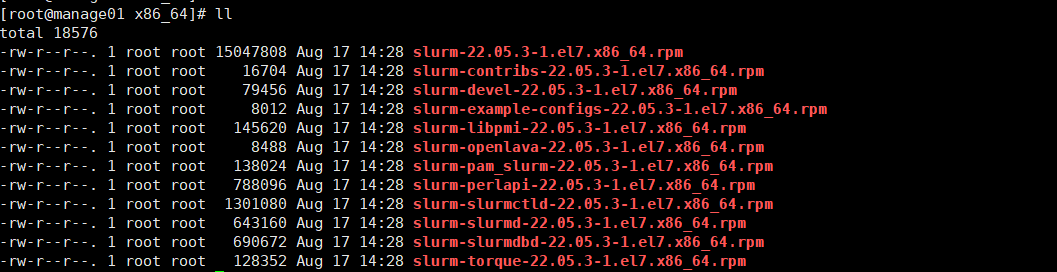 [root@manage01 x86_64]# ll
total 18576
-rw-r--r--. 1 root root 15047808 Aug 17 14:28 slurm-22.05.3-1.el7.x86_64.rpm
-rw-r--r--. 1 root root    16704 Aug 17 14:28 slurm-contribs-22.05.3-1.el7.x86_64.rpm
-rw-r--r--. 1 root root    79456 Aug 17 14:28 slurm-devel-22.05.3-1.el7.x86_64.rpm
-rw-r--r--. 1 root root     8012 Aug 17 14:28 slurm-example-configs-22.05.3-1.el7.x86_64.rpm
-rw-r--r--. 1 root root   145620 Aug 17 14:28 slurm-libpmi-22.05.3-1.el7.x86_64.rpm
-rw-r--r--. 1 root root     8488 Aug 17 14:28 slurm-openlava-22.05.3-1.el7.x86_64.rpm
-rw-r--r--. 1 root root   138024 Aug 17 14:28 slurm-pam_slurm-22.05.3-1.el7.x86_64.rpm
-rw-r--r--. 1 root root   788096 Aug 17 14:28 slurm-perlapi-22.05.3-1.el7.x86_64.rpm
-rw-r--r--. 1 root root  1301080 Aug 17 14:28 slurm-slurmctld-22.05.3-1.el7.x86_64.rpm
-rw-r--r--. 1 root root   643160 Aug 17 14:28 slurm-slurmd-22.05.3-1.el7.x86_64.rpm
-rw-r--r--. 1 root root   690672 Aug 17 14:28 slurm-slurmdbd-22.05.3-1.el7.x86_64.rpm
-rw-r--r--. 1 root root   128352 Aug 17 14:28 slurm-torque-22.05.3-1.el7.x86_64.rpm